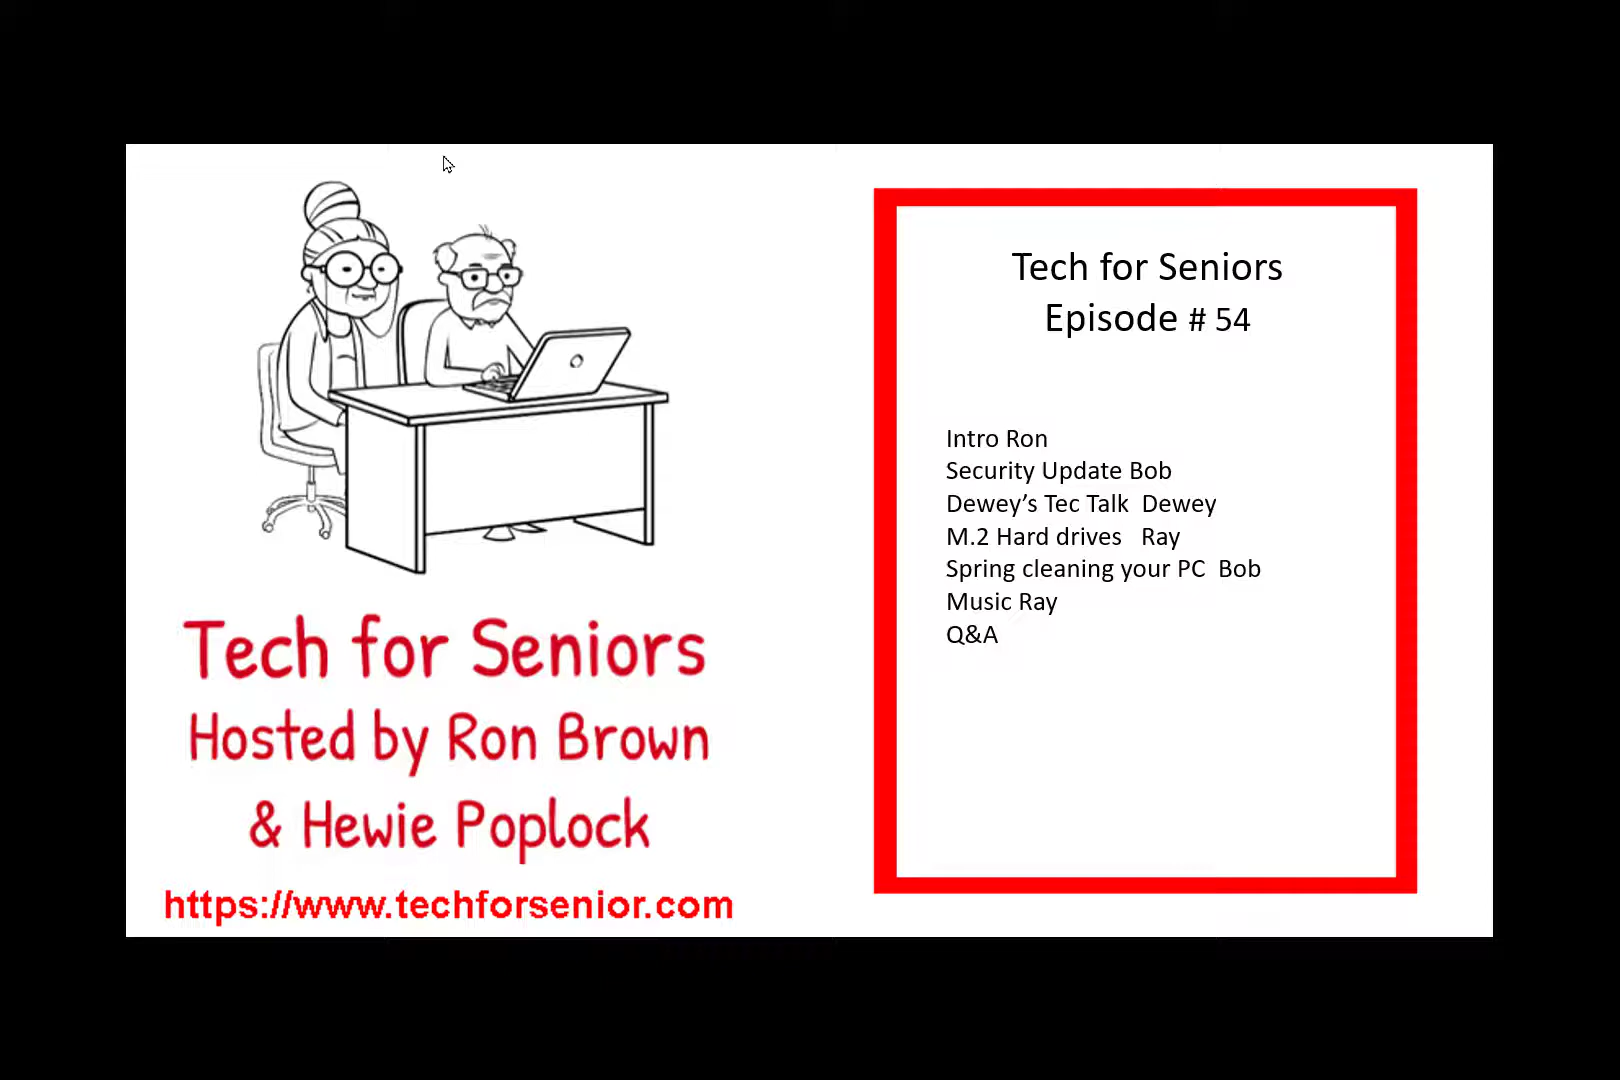 Tech for Seniors
Hosted by Ron Brown
& Hewie Poplock
https://www.techforsenior.com
Tech for Seniors
Episode # 54
Intro Ron
Security Update Bob
Dewey’s Tec Talk  Dewey
M.2 Hard drives   Ray
Spring cleaning your PC  Bob
Music Ray
Q&A